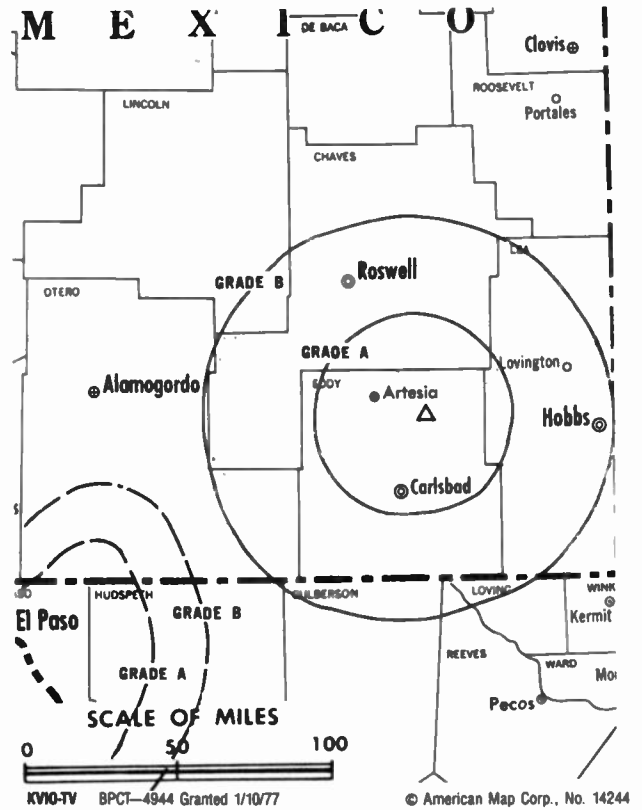 MEXICO
DE BACA
Clovis
ROOSEVELT
Portales
LINCOLN
CHAVES
LEA
Roswell
GRADE B
OTERO
GRADE A
Lovington
EDDY
Alamogordo
Artesia
Hobbs
Carlsbad
HUDSPETH
CULBERSON
LOVING
WINK
El Paso
GRADE B
Kermit
REEVES
WARD
GRADE A
Pecos
SCALE OF MILES
0 50 100
KVIO-TV BPCT—4944 Granted 1/10/77
© American Map Corp., No. 14244